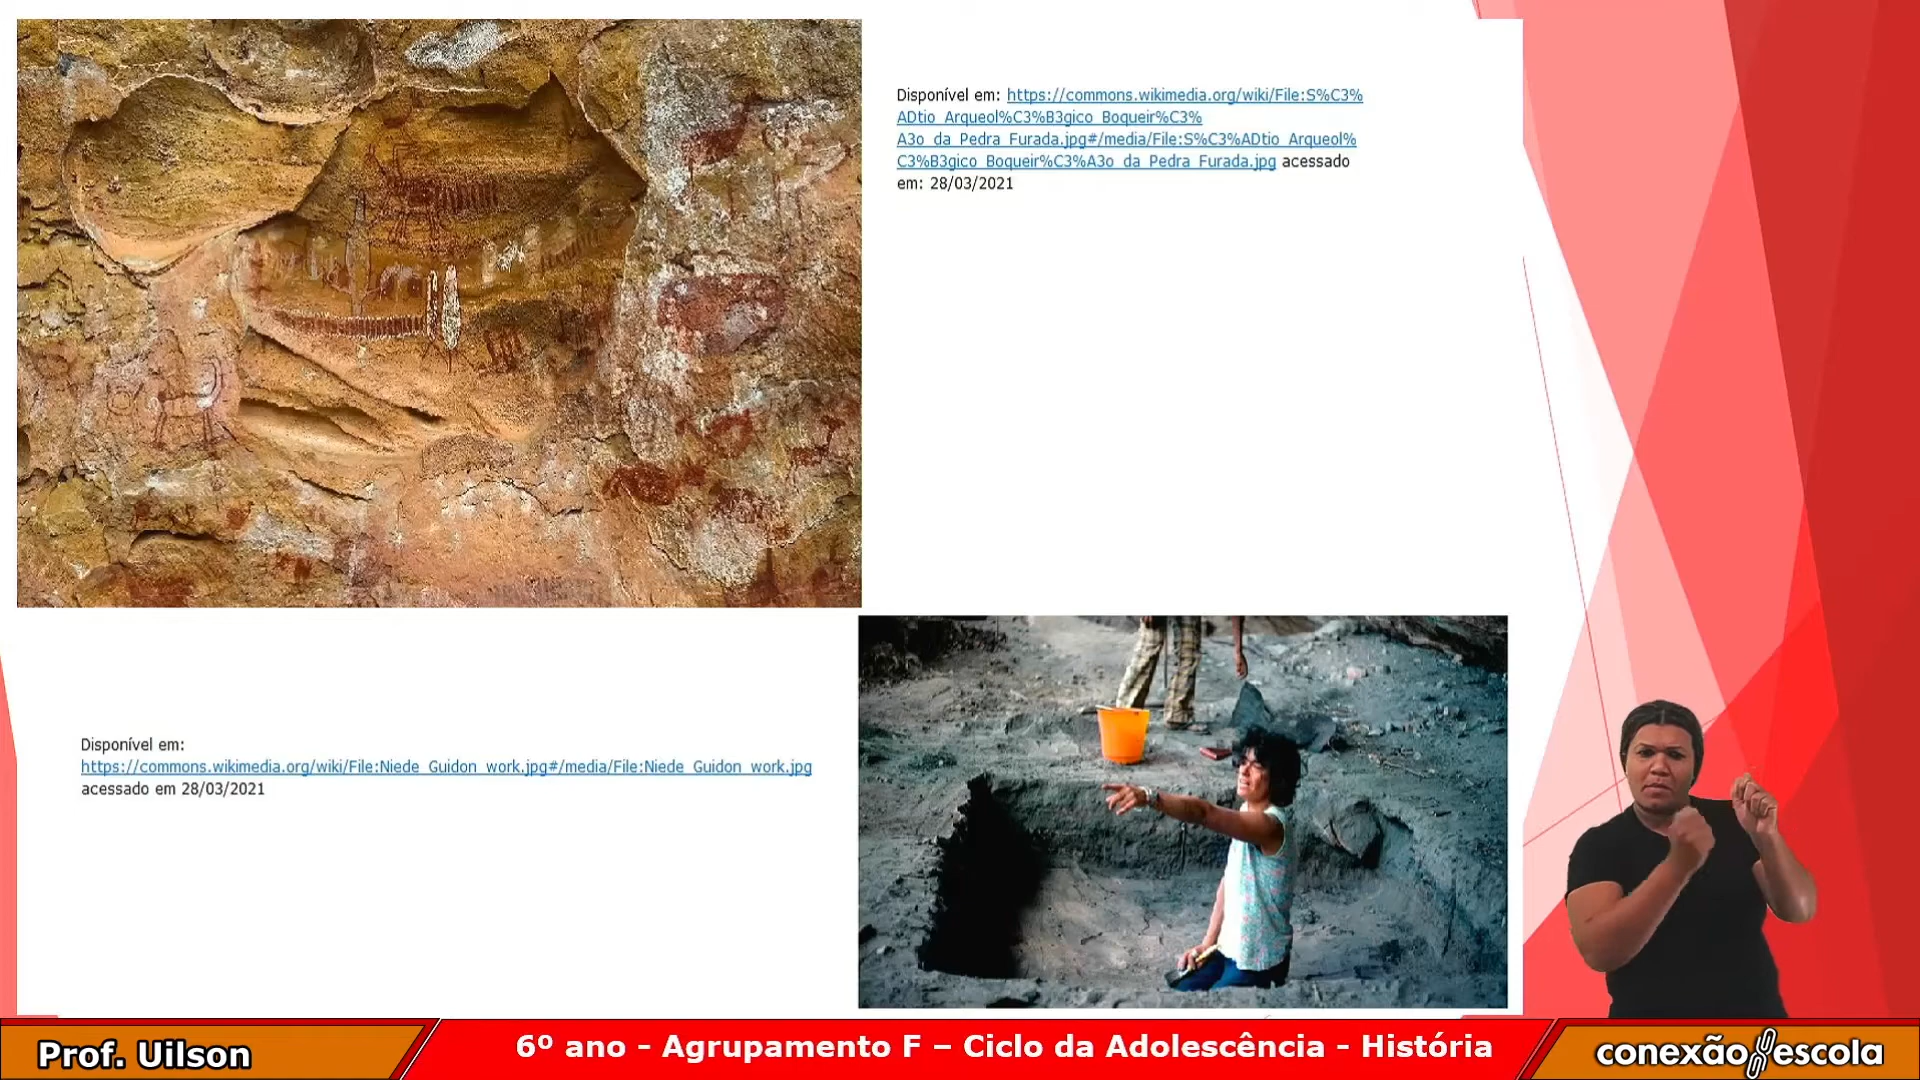 Disponível em: https://commons.wikimedia.org/wiki/File:S%C3%
ADtio_Arqueol%C3%B3gico_Boqueir%C3%
A3o_da_Pedra_Furada.jpg#/media/File:S%C3%ADtio_Arqueol%
C3%B3gico_Boqueir%C3%A3o_da_Pedra_Furada.jpg acessado
em: 28/03/2021
Disponível em:
https://commons.wikimedia.org/wiki/File:Niede_Guidon_work.jpg#/media/File:Niede_Guidon_work.jpg
acessado em 28/03/2021
Prof. Uilson
6º ano - Agrupamento F – Ciclo da Adolescência - História
conexão escola